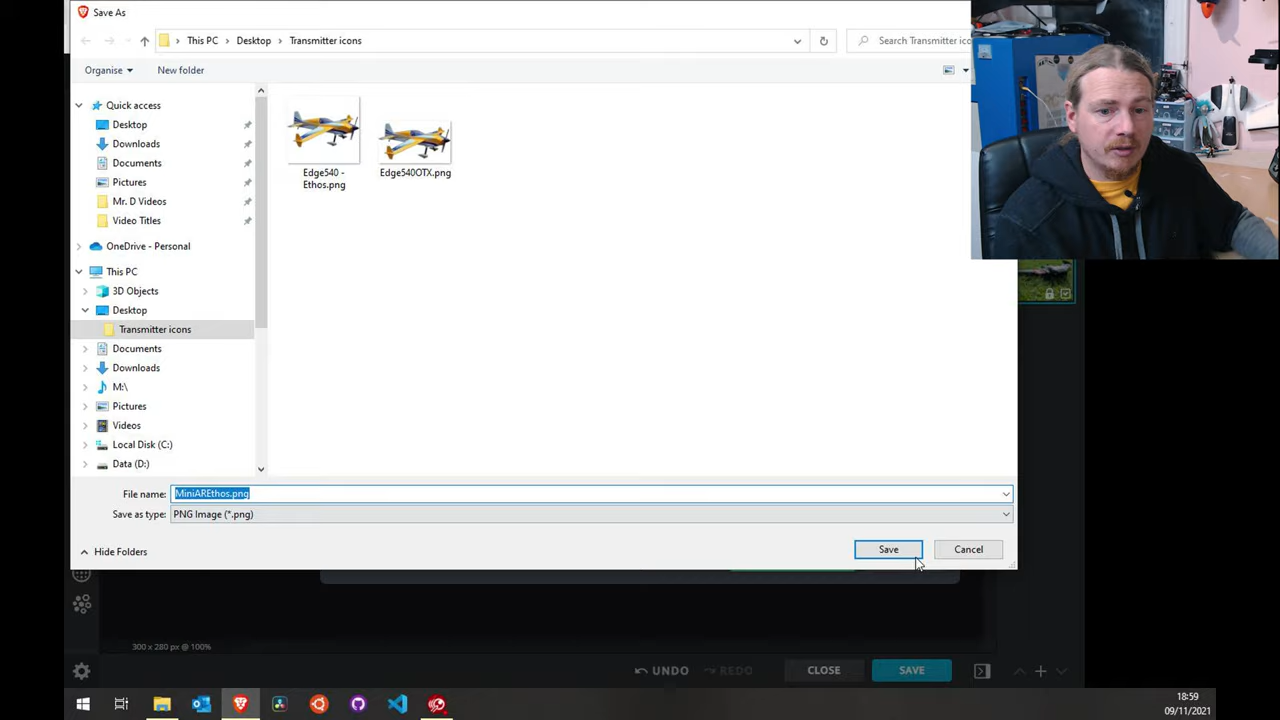 Save As
This PC > Desktop > Transmitter icons
Search Transmitter ico
Organise
New folder
Quick access
Desktop
Downloads
Documents
Pictures
Mr. D Videos
Video Titles
OneDrive - Personal
This PC
3D Objects
Desktop
Transmitter icons
Documents
Downloads
M:\
Pictures
Videos
Local Disk (C:)
Data (D:)
Edge540 -
Ethos.png
Edge540OTX.png
File name: MiniAREthos.png
Save as type: PNG Image (*.png)
Hide Folders
Save
Cancel
300 x 280 px @ 100%
UNDO
REDO
CLOSE
SAVE
18:59
09/11/2021